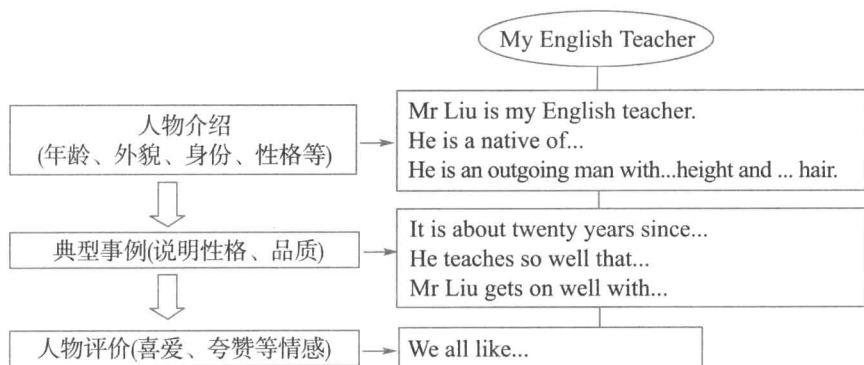 My English Teacher
人物介绍
(年龄、外貌、身份、性格等)
Mr Liu is my English teacher.
He is a native of...
He is an outgoing man with...height and ... hair.
典型事例(说明性格、品质)
It is about twenty years since...
He teaches so well that...
Mr Liu gets on well with...
人物评价(喜爱、夸赞等情感)
We all like...